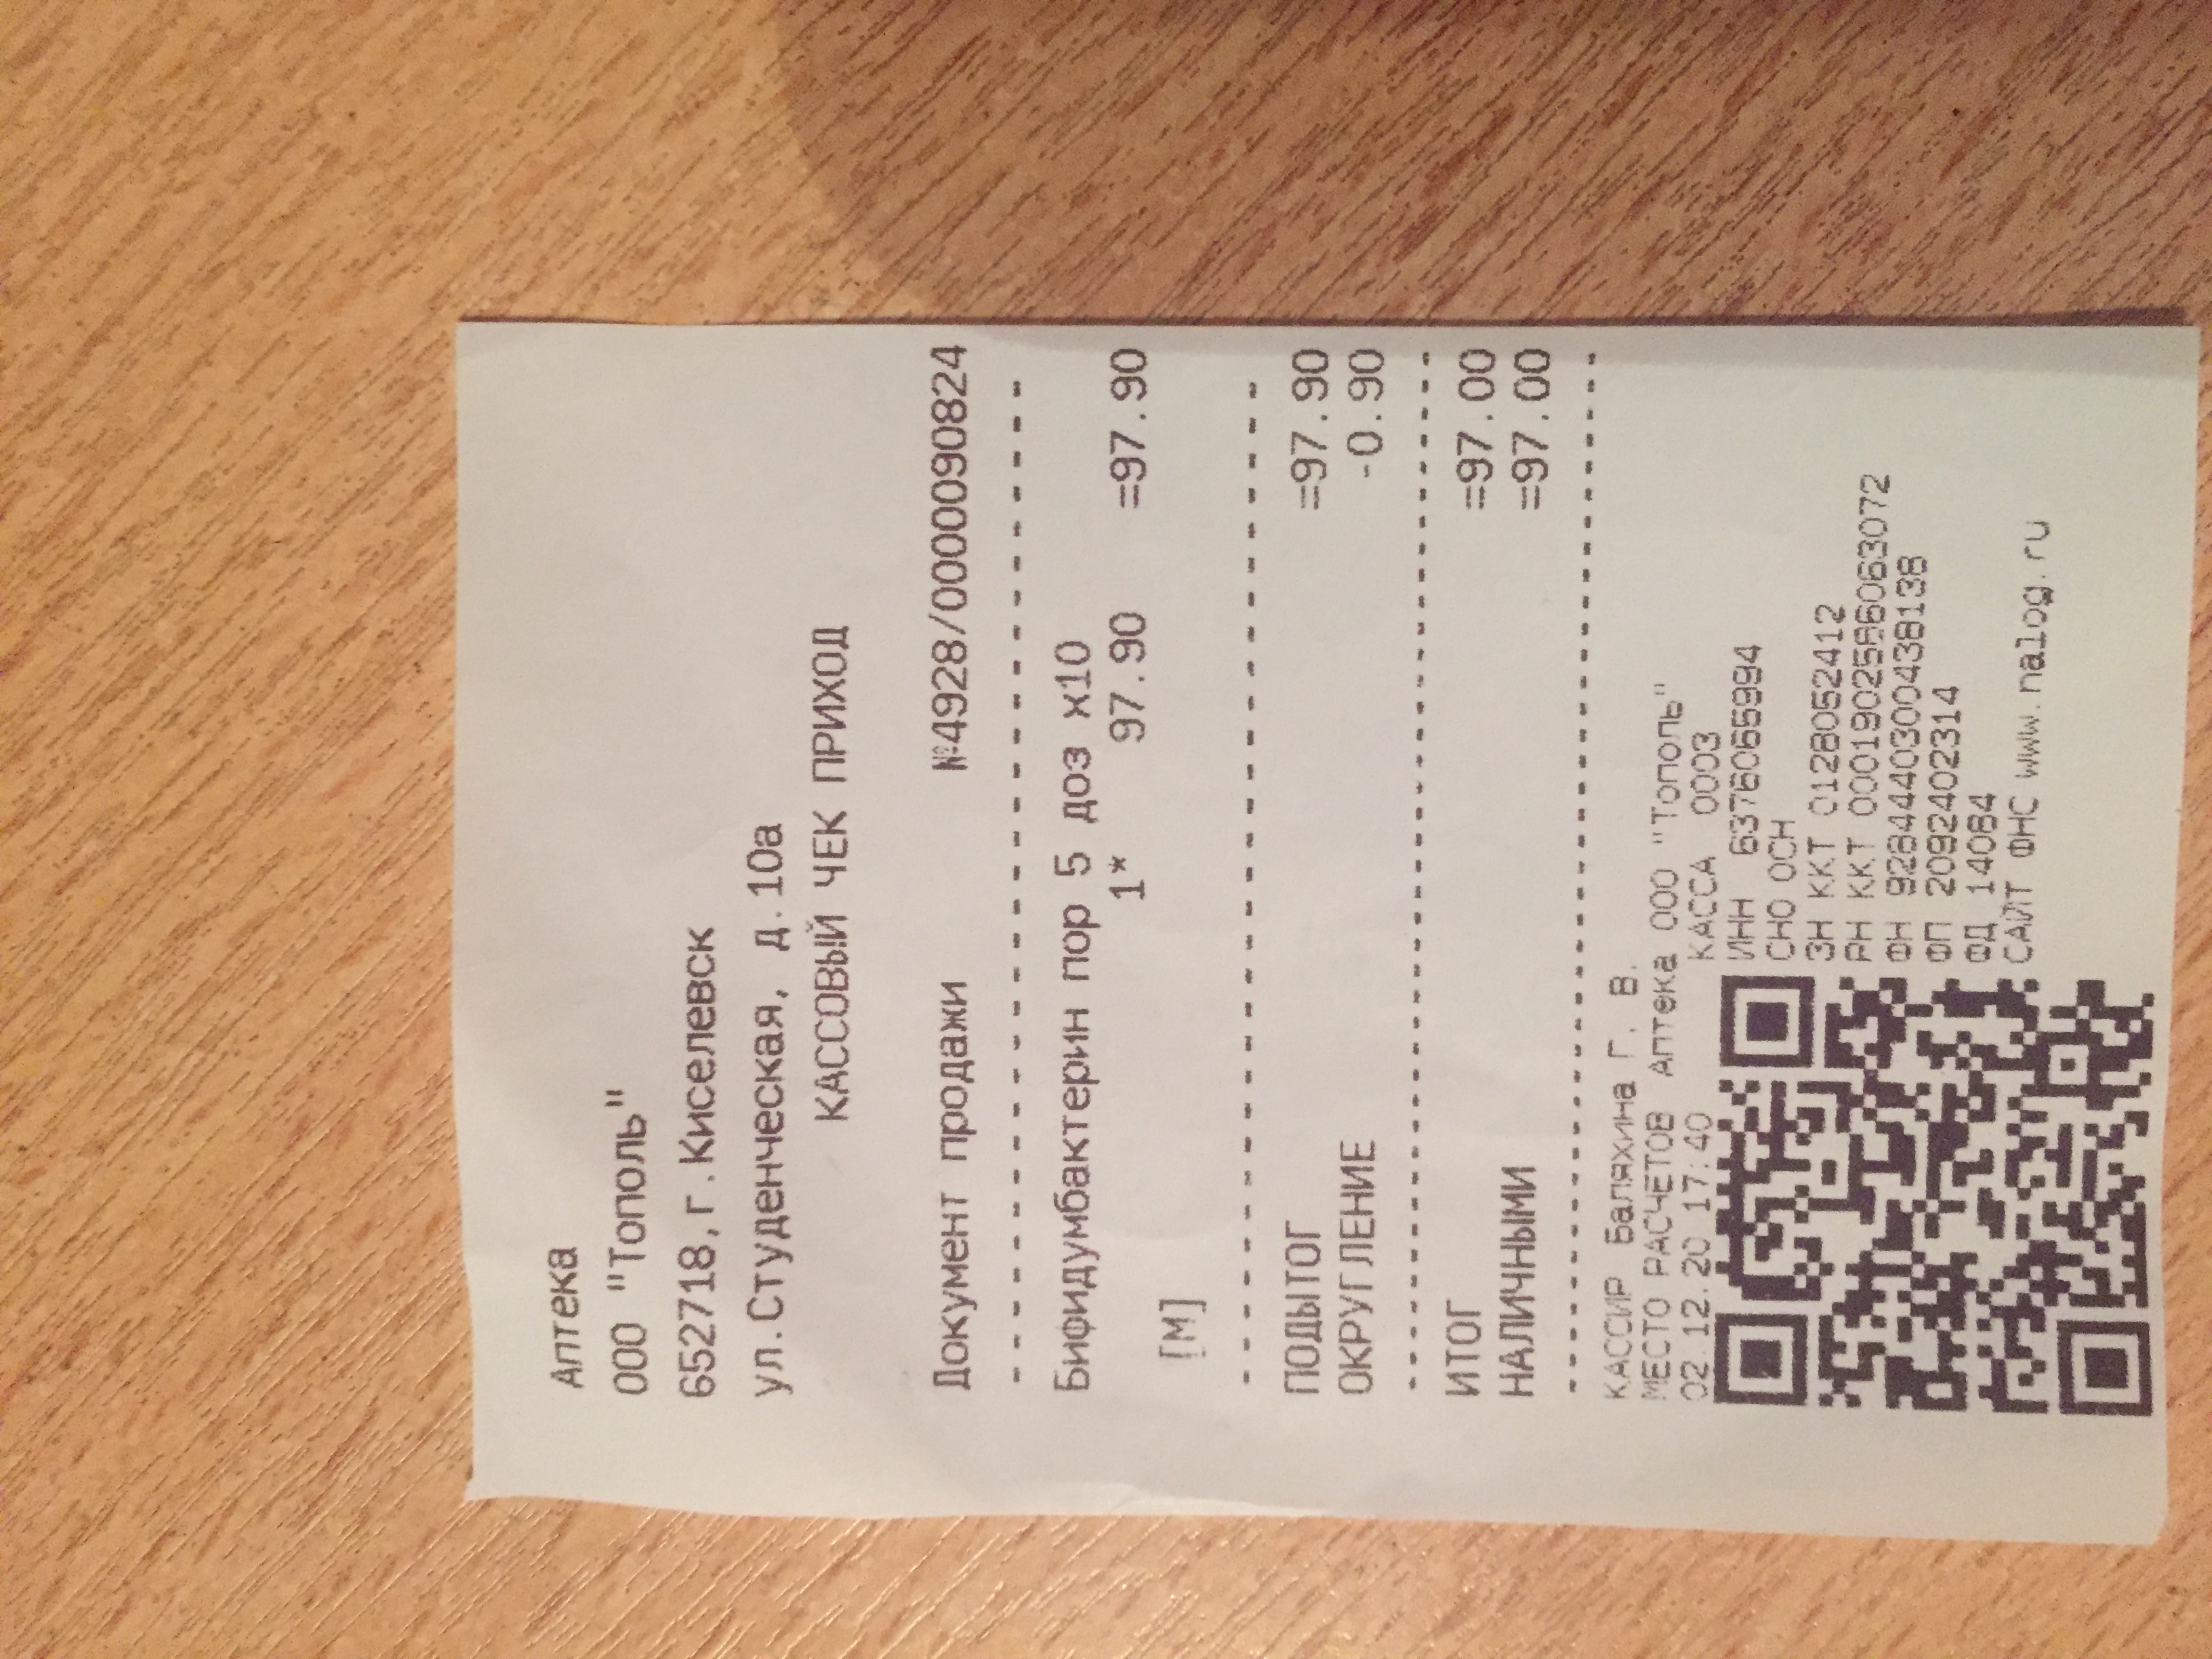 Аптека
ООО "Тополь"
652718,г.Киселевск
ул.Студенческая, д.10а
КАССОВЫЙ ЧЕК ПРИХОД
Документ продажи №4928/0000090824
Бифидумбактерин пор 5 доз х10
1* 97.90 =97.90
[М]
ПОДЫТОГ =97.90
ОКРУГЛЕНИЕ -0.90
ИТОГ =97.00
НАЛИЧНЫМИ =97.00
КАССИР Баляхина Г. В.
МЕСТО РАСЧЕТОВ Аптека ООО "Тополь"
02.12.20 17:40 КАССА 0003
ИНН 6376065994
СНО ОСН
ЗН ККТ 0128052412
РН ККТ 0001902556063072
ФН 9284440300438138
ФП 2092402314
ФД 14084
САЙТ ФНС www.nalog.ru